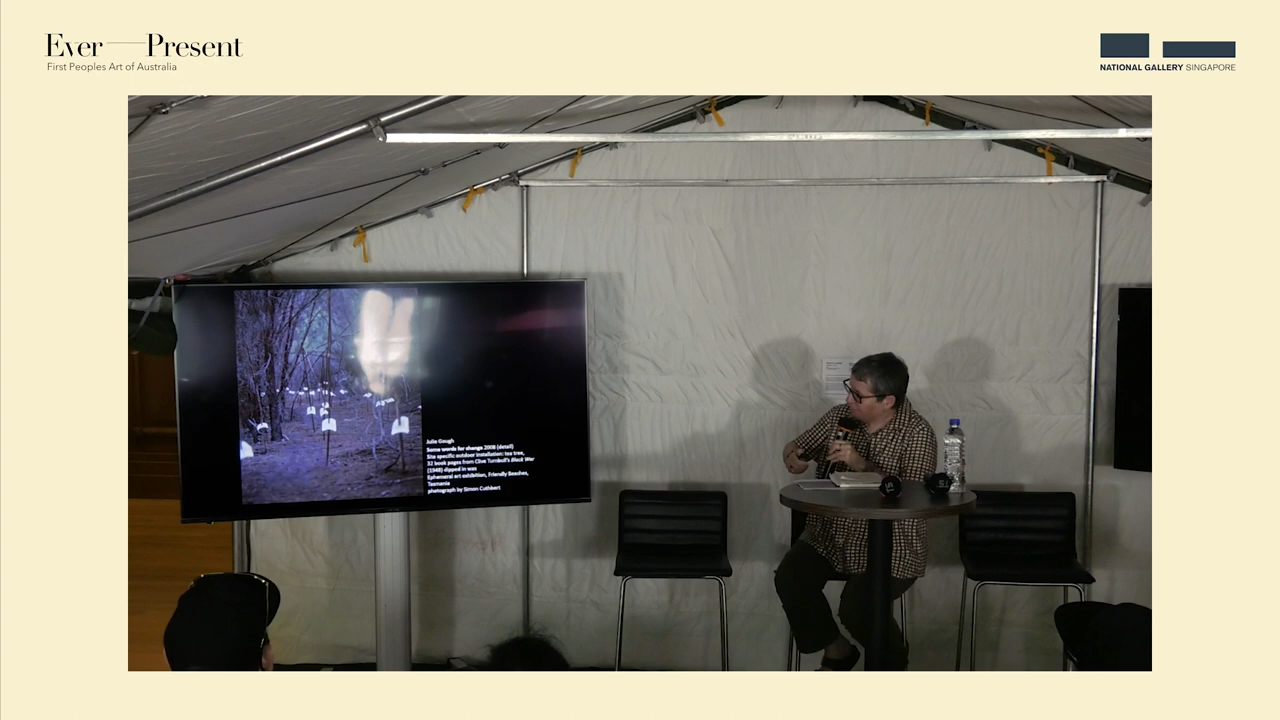 Ever — Present
First Peoples Art of Australia
NATIONAL GALLERY SINGAPORE
Julie Gough
Some words for change 2008 (detail)
Site specific outdoor installation: tea tree,
32 book pages from Clive Turnbull's Black War
(1948) dipped in wax
Ephemeral art exhibition, Friendly Beaches,
Tasmania
photograph by Simon Cuthbert